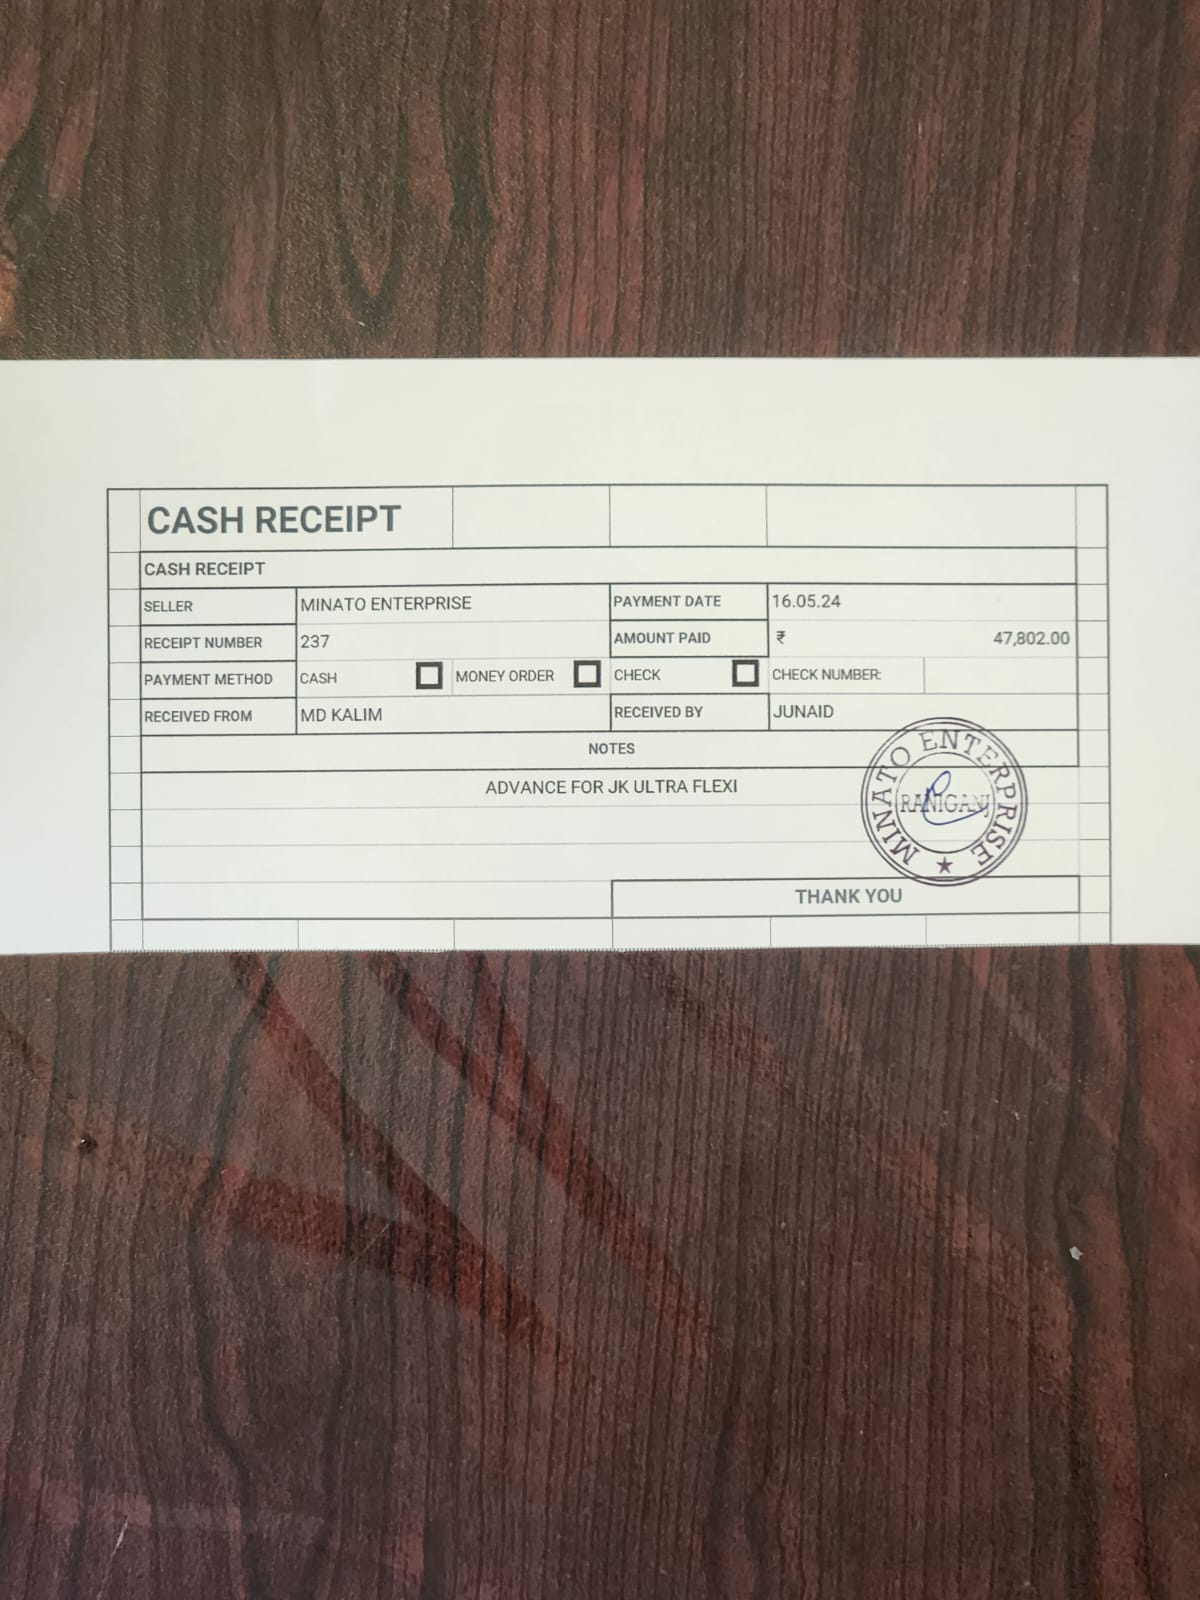 CASH RECEIPT
CASH RECEIPT
SELLER MINATO ENTERPRISE PAYMENT DATE 16.05.24
RECEIPT NUMBER 237 AMOUNT PAID ₹ 47,802.00
PAYMENT METHOD CASH MONEY ORDER CHECK CHECK NUMBER:
RECEIVED FROM MD KALIM RECEIVED BY JUNAID
NOTES
ADVANCE FOR JK ULTRA FLEXI
MINATO ENTERPRISE
RANIGANJ
THANK YOU